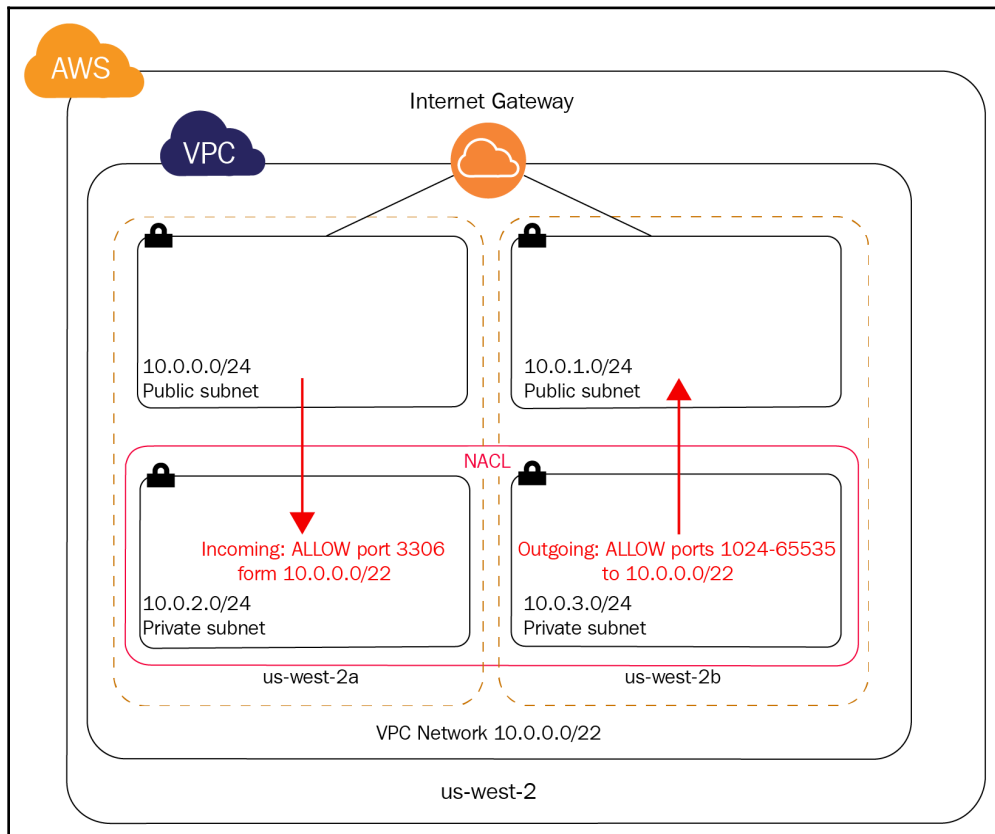 AWS
Internet Gateway
VPC
10.0.0.0/24
Public subnet
10.0.1.0/24
Public subnet
NACL
Incoming: ALLOW port 3306
form 10.0.0.0/22
Outgoing: ALLOW ports 1024-65535
to 10.0.0.0/22
10.0.2.0/24
Private subnet
10.0.3.0/24
Private subnet
us-west-2a
us-west-2b
VPC Network 10.0.0.0/22
us-west-2